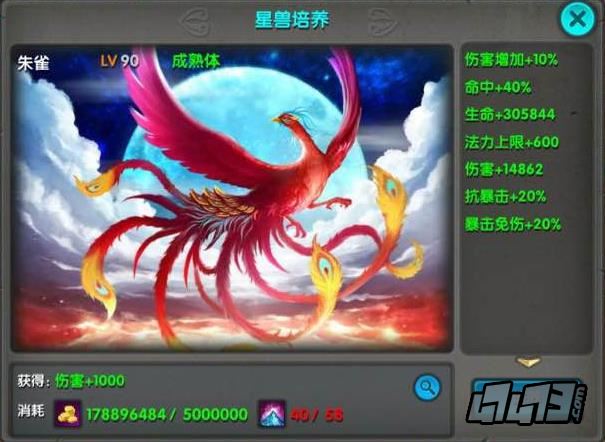 星兽培养
朱雀 LV 90 成熟体
伤害增加+10%
命中+40%
生命+305844
法力上限+600
伤害+14862
抗暴击+20%
暴击免伤+20%
获得: 伤害+1000
消耗 178896484 / 5000000 40 / 58
4493.com